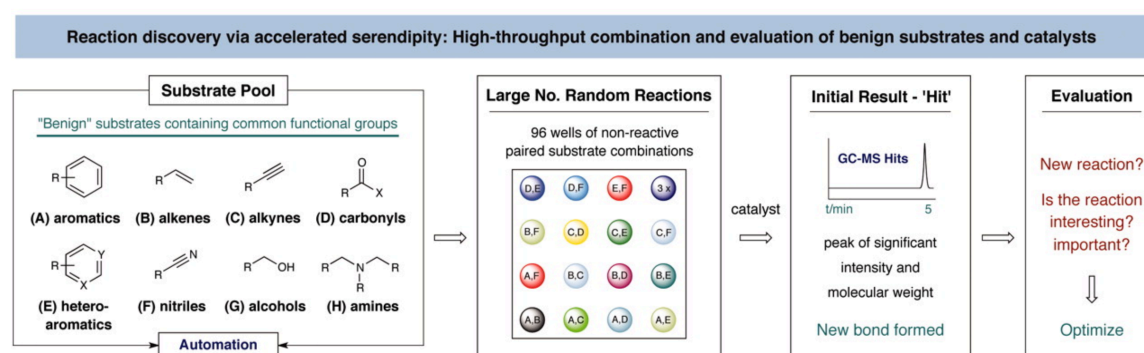 Reaction discovery via accelerated serendipity: High-throughput combination and evaluation of benign substrates and catalysts
Substrate Pool
"Benign" substrates containing common functional groups
R
R
R
O
R
X
(A) aromatics
(B) alkenes
(C) alkynes
(D) carbonyls
R
Y
X
R
N
R
OH
R
N
R
R
(E) hetero-
aromatics
(F) nitriles
(G) alcohols
(H) amines
Automation
Large No. Random Reactions
96 wells of non-reactive
paired substrate combinations
D,E
D,F
E,F
3 x
B,F
C,D
C,E
C,F
A,F
B,C
B,D
B,E
A,B
A,C
A,D
A,E
catalyst
Initial Result - 'Hit'
GC-MS Hits
t/min
5
peak of significant
intensity and
molecular weight
New bond formed
Evaluation
New reaction?
Is the reaction
interesting?
important?
Optimize